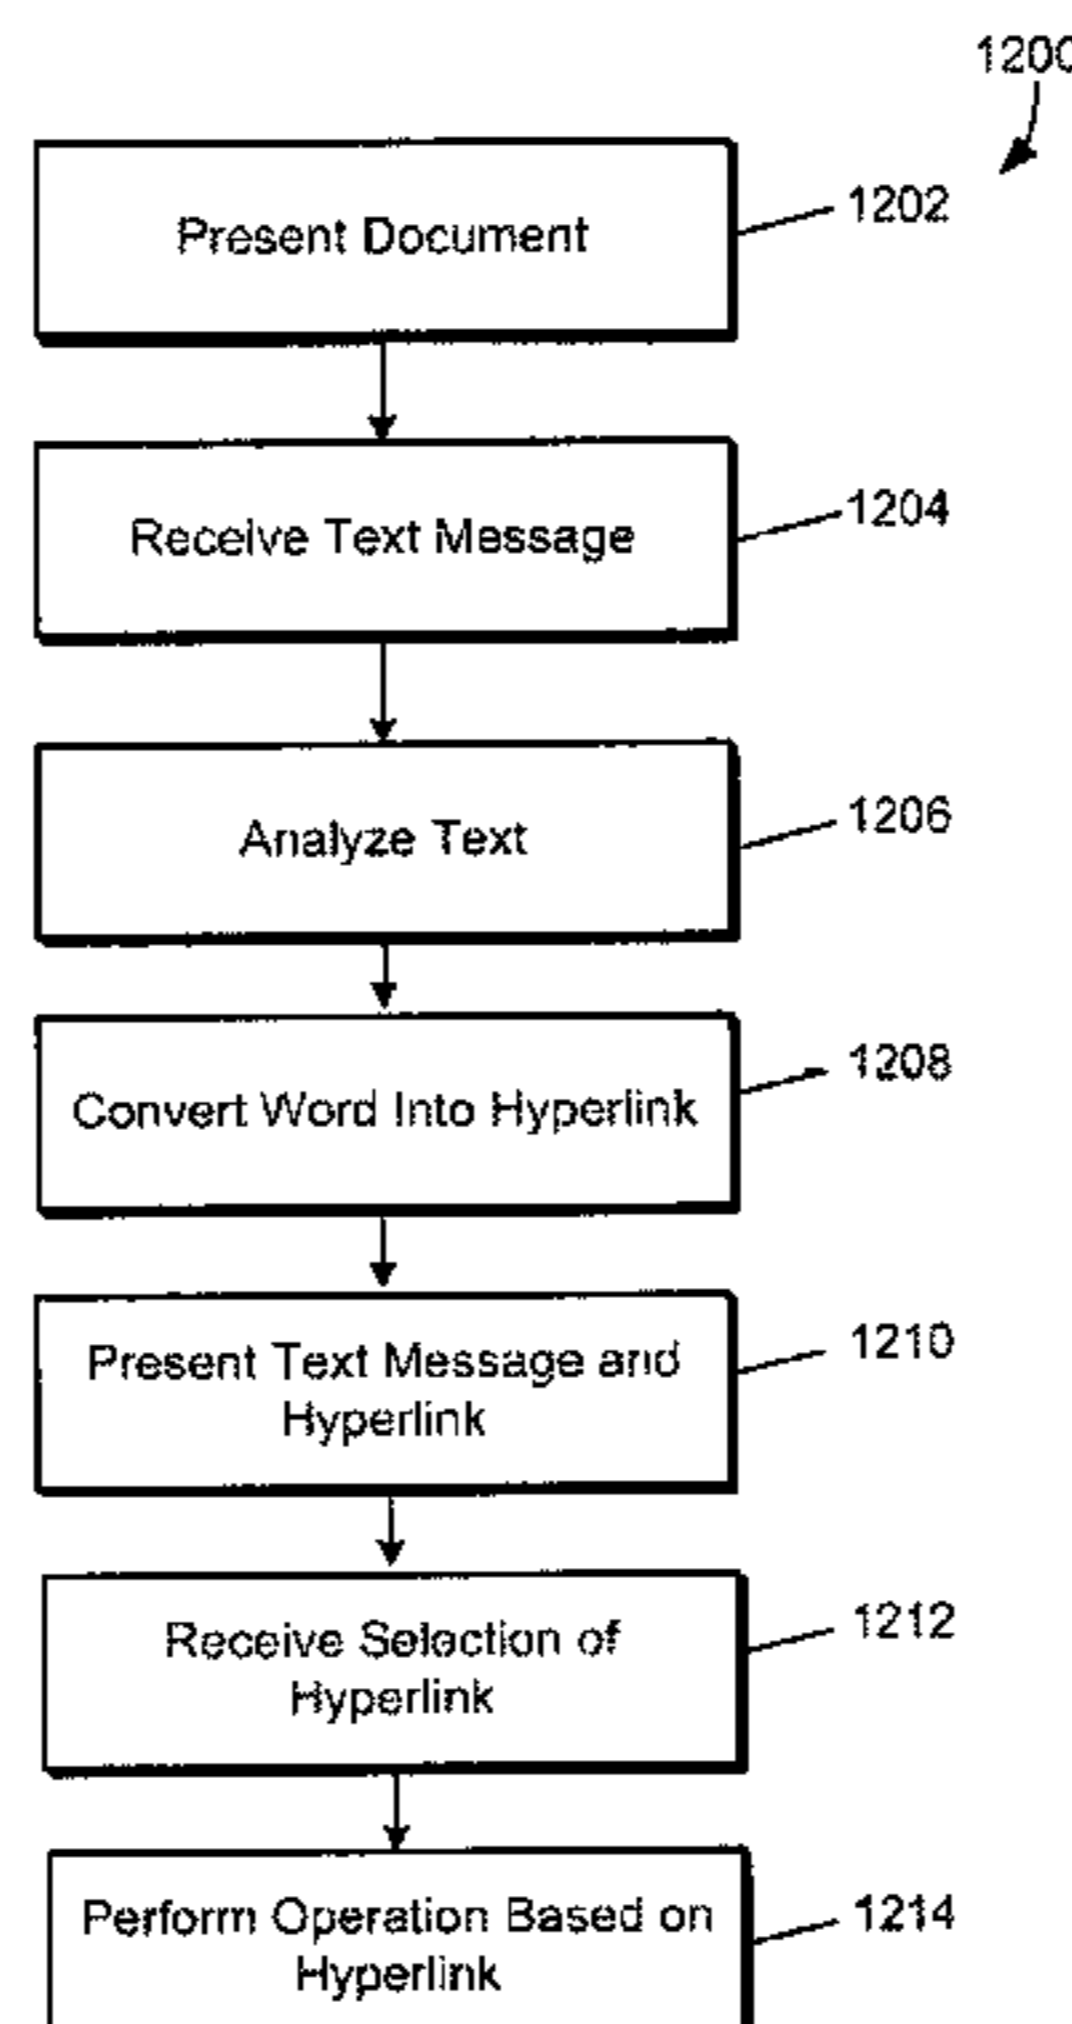 1200
Present Document
1202
Receive Text Message
1204
Analyze Text
1206
Convert Word Into Hyperlink
1208
Present Text Message and
Hyperlink
1210
Receive Selection of
Hyperlink
1212
Perform Operation Based on
Hyperlink
1214